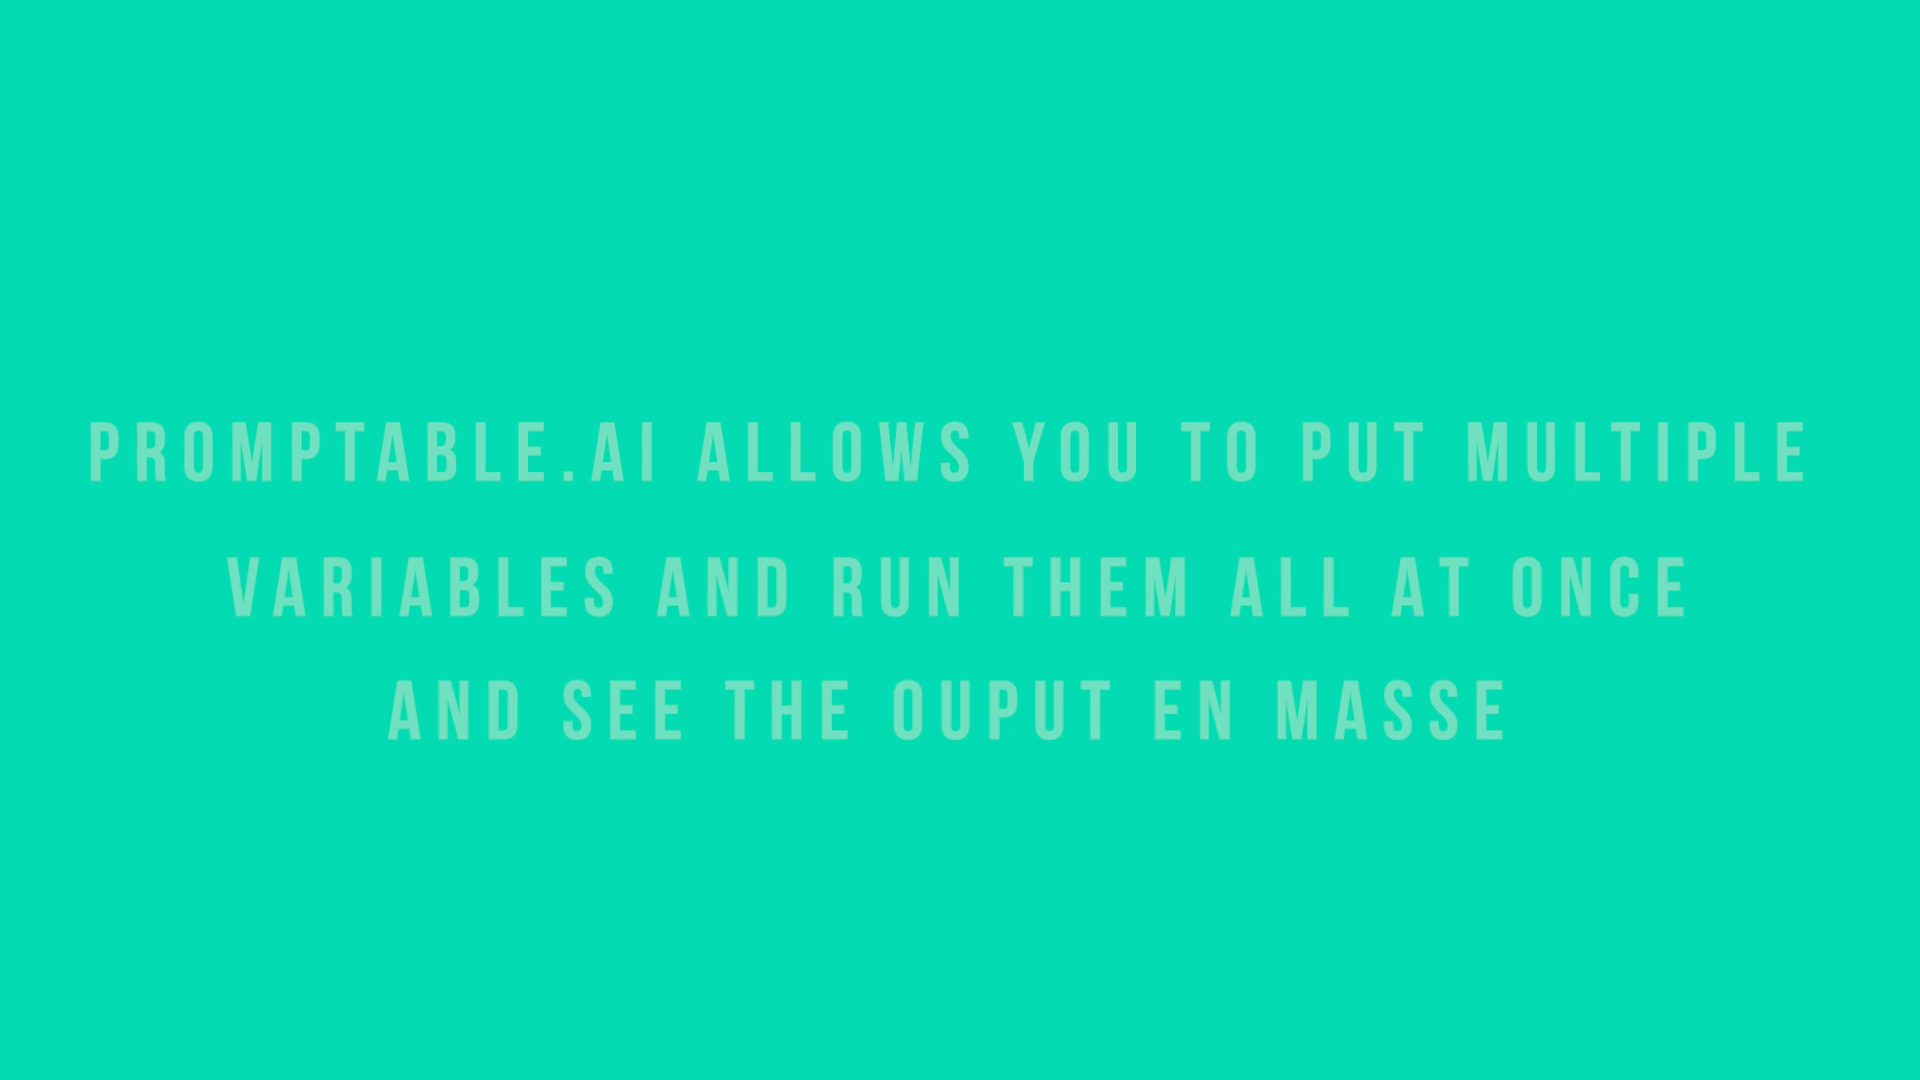 PROMPTABLE.AI ALLOWS YOU TO PUT MULTIPLE
VARIABLES AND RUN THEM ALL AT ONCE
AND SEE THE OUPUT EN MASSE